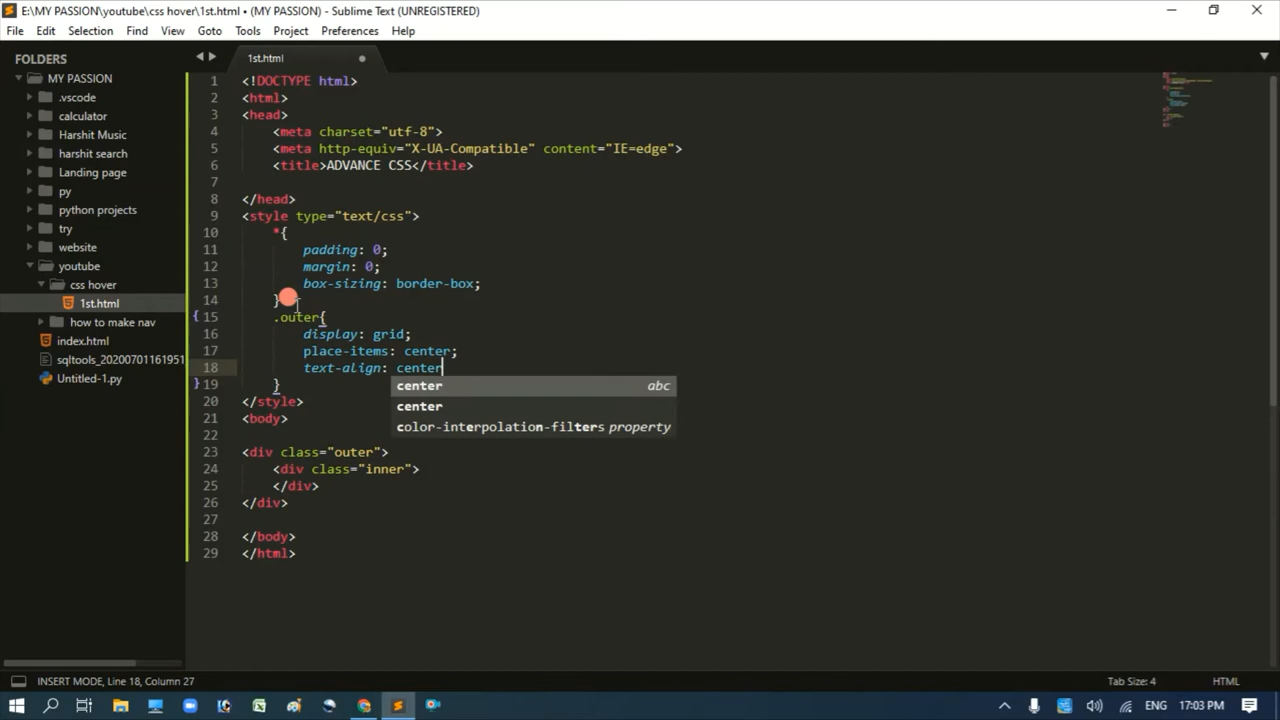 E:\MY PASSION\youtube\css hover\1st.html • (MY PASSION) - Sublime Text (UNREGISTERED)
File Edit Selection Find View Goto Tools Project Preferences Help
FOLDERS
MY PASSION
.vscode
calculator
Harshit Music
harshit search
Landing page
py
python projects
try
website
youtube
css hover
1st.html
how to make nav
index.html
sqltools_20200701161951
Untitled-1.py
1st.html
1 <!DOCTYPE html>
2 <html>
3 <head>
4 <meta charset="utf-8">
5 <meta http-equiv="X-UA-Compatible" content="IE=edge">
6 <title>ADVANCE CSS</title>
7
8 </head>
9 <style type="text/css">
10 *{
11 padding: 0;
12 margin: 0;
13 box-sizing: border-box;
14 }
15 .outer{
16 display: grid;
17 place-items: center;
18 text-align: center
19 }
20 </style>
21 <body>
22
23 <div class="outer">
24 <div class="inner">
25 </div>
26 </div>
27
28 </body>
29 </html>
center abc
center
color-interpolation-filters property
INSERT MODE, Line 18, Column 27
Tab Size: 4
HTML
ENG
17:03 PM